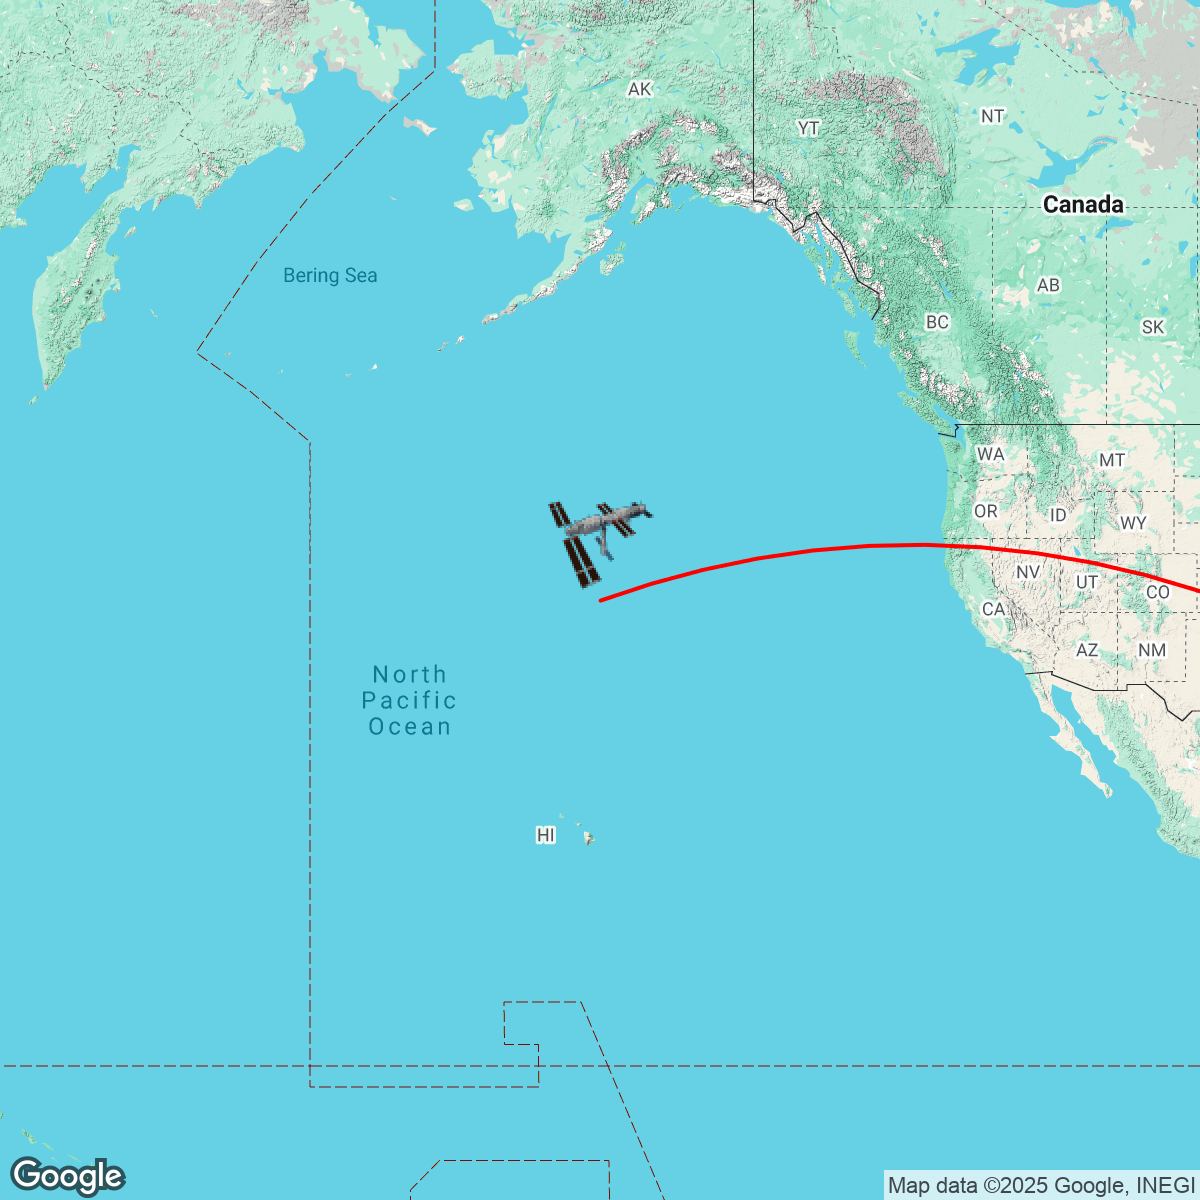 AK
YT
NT
Canada
Bering Sea
AB
BC
SK
WA
MT
OR
ID
WY
NV
UT
CO
CA
AZ
NM
North
Pacific
Ocean
HI
Google
Map data ©2025 Google, INEGI